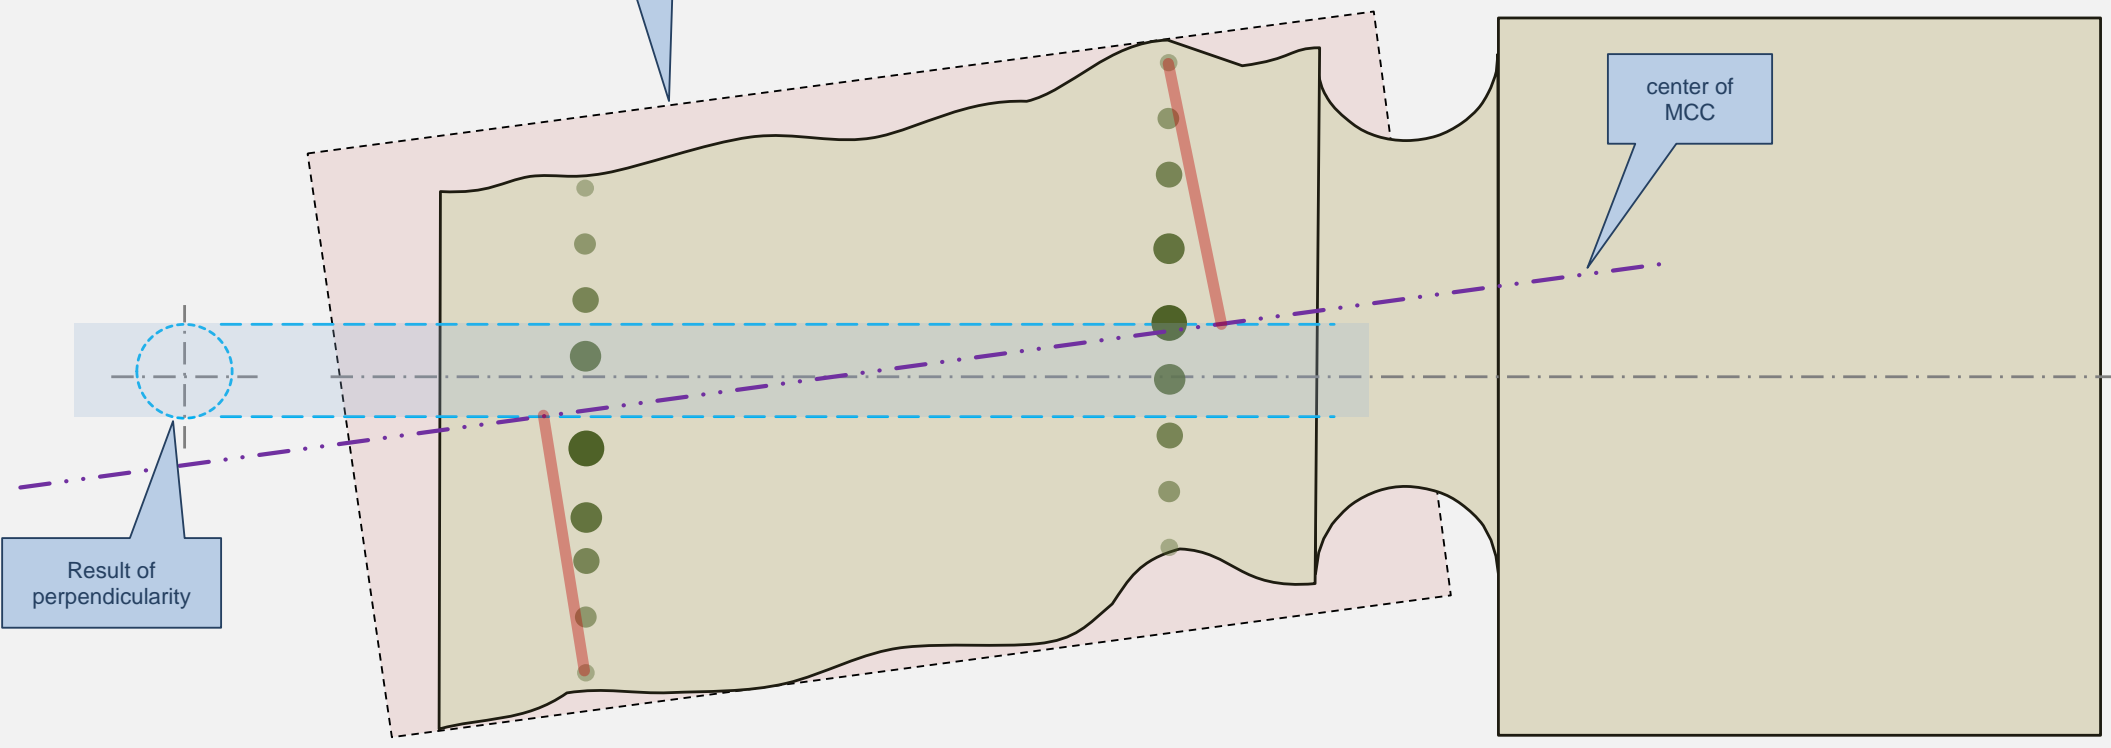 center of
MCC
Result of
perpendicularity